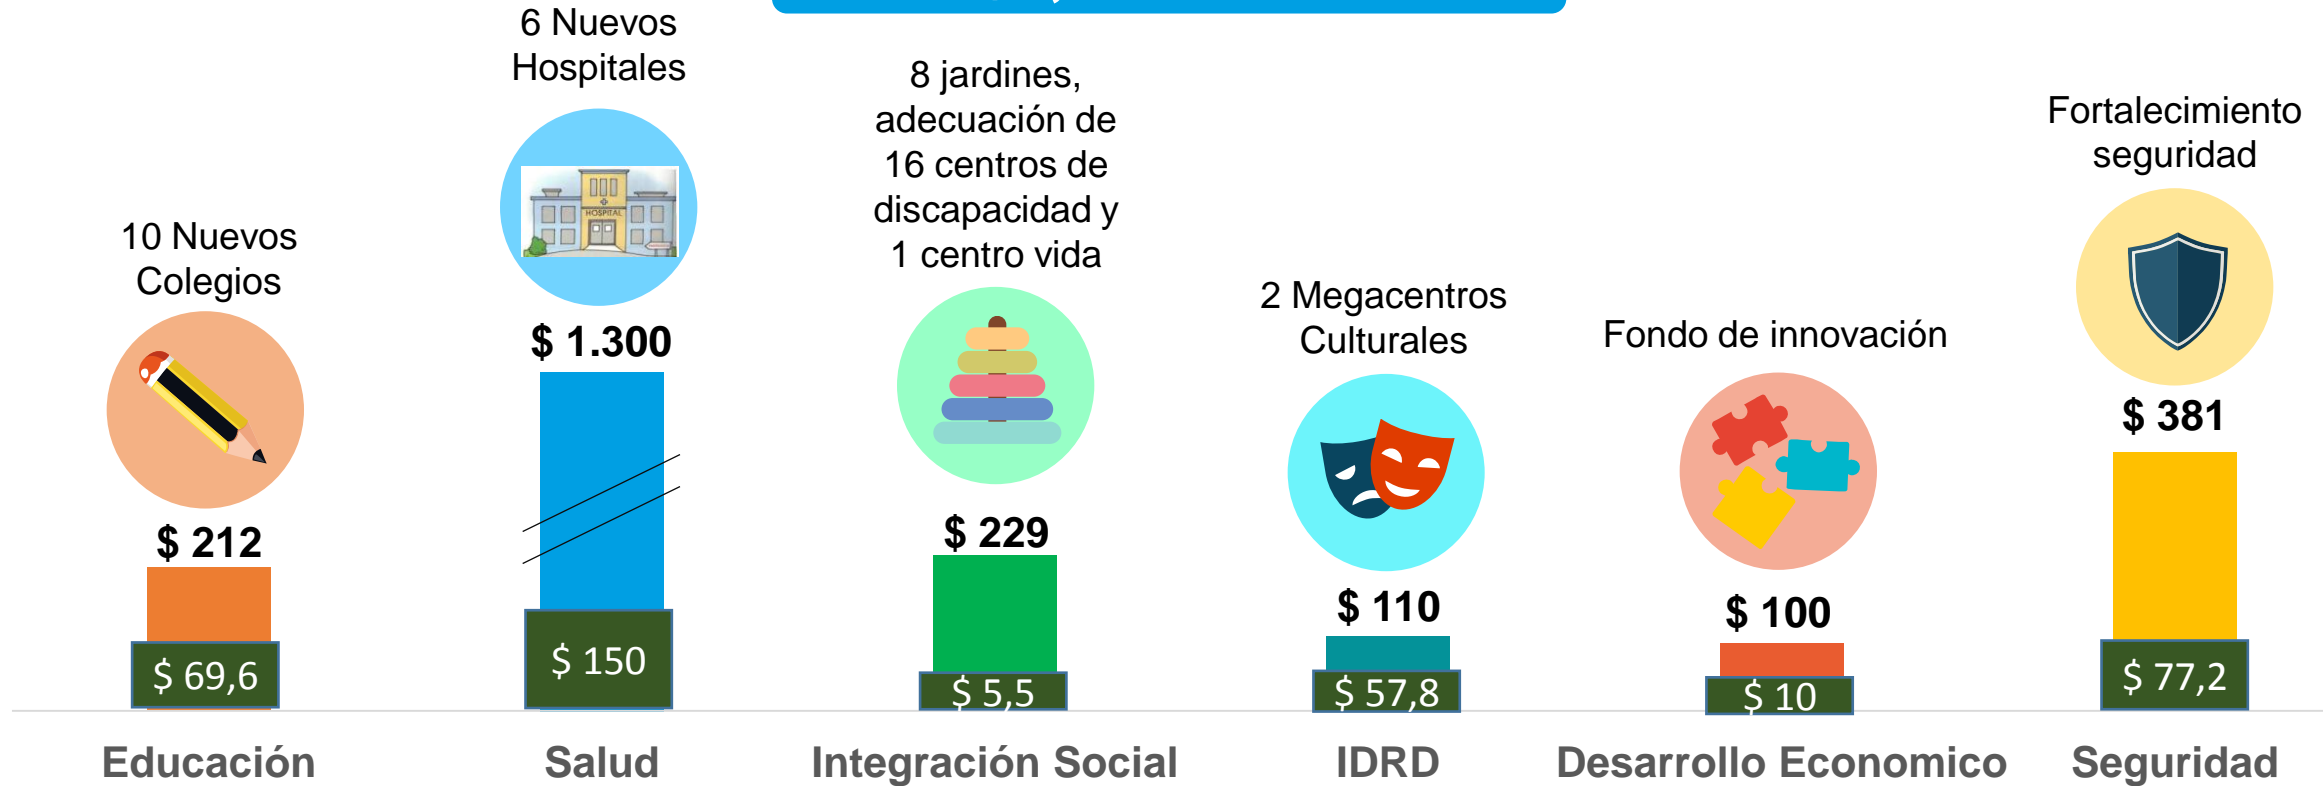 10 Nuevos
Colegios
$ 212
$ 69,6
Educación
6 Nuevos
Hospitales
HOSPITAL
$ 1.300
$ 150
Salud
8 jardines,
adecuación de
16 centros de
discapacidad y
1 centro vida
$ 229
$ 5,5
Integración Social
2 Megacentros
Culturales
$ 110
$ 57,8
IDRD
Fondo de innovación
$ 100
$ 10
Desarrollo Economico
Fortalecimiento
seguridad
$ 381
$ 77,2
Seguridad